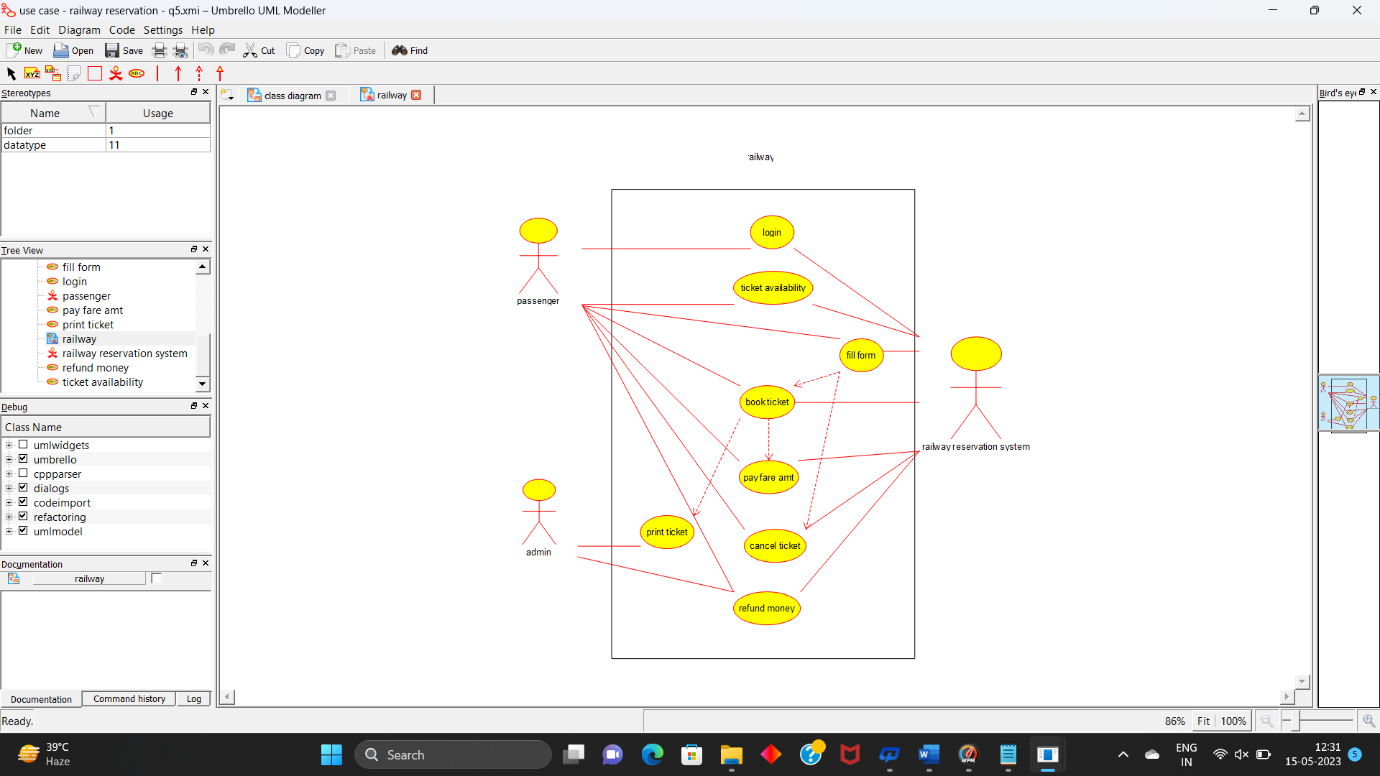 use case - railway reservation - q5.xmi – Umbrello UML Modeller
File Edit Diagram Code Settings Help
New Open Save Cut Copy Paste Find
XYZ ABC
Stereotypes
Name Usage
folder 1
datatype 11
Tree View
fill form
login
passenger
pay fare amt
print ticket
railway
railway reservation system
refund money
ticket availability
Debug
Class Name
umlwidgets
umbrello
cppparser
dialogs
codeimport
refactoring
umlmodel
Documentation
railway
Documentation Command history Log
Ready.
class diagram railway
railway
login
ticket availability
fill form
book ticket
pay fare amt
print ticket
cancel ticket
refund money
passenger
admin
railway reservation system
Bird's eye
86% Fit 100%
39°C
Haze
Search
ENG
IN
12:31
15-05-2023
5